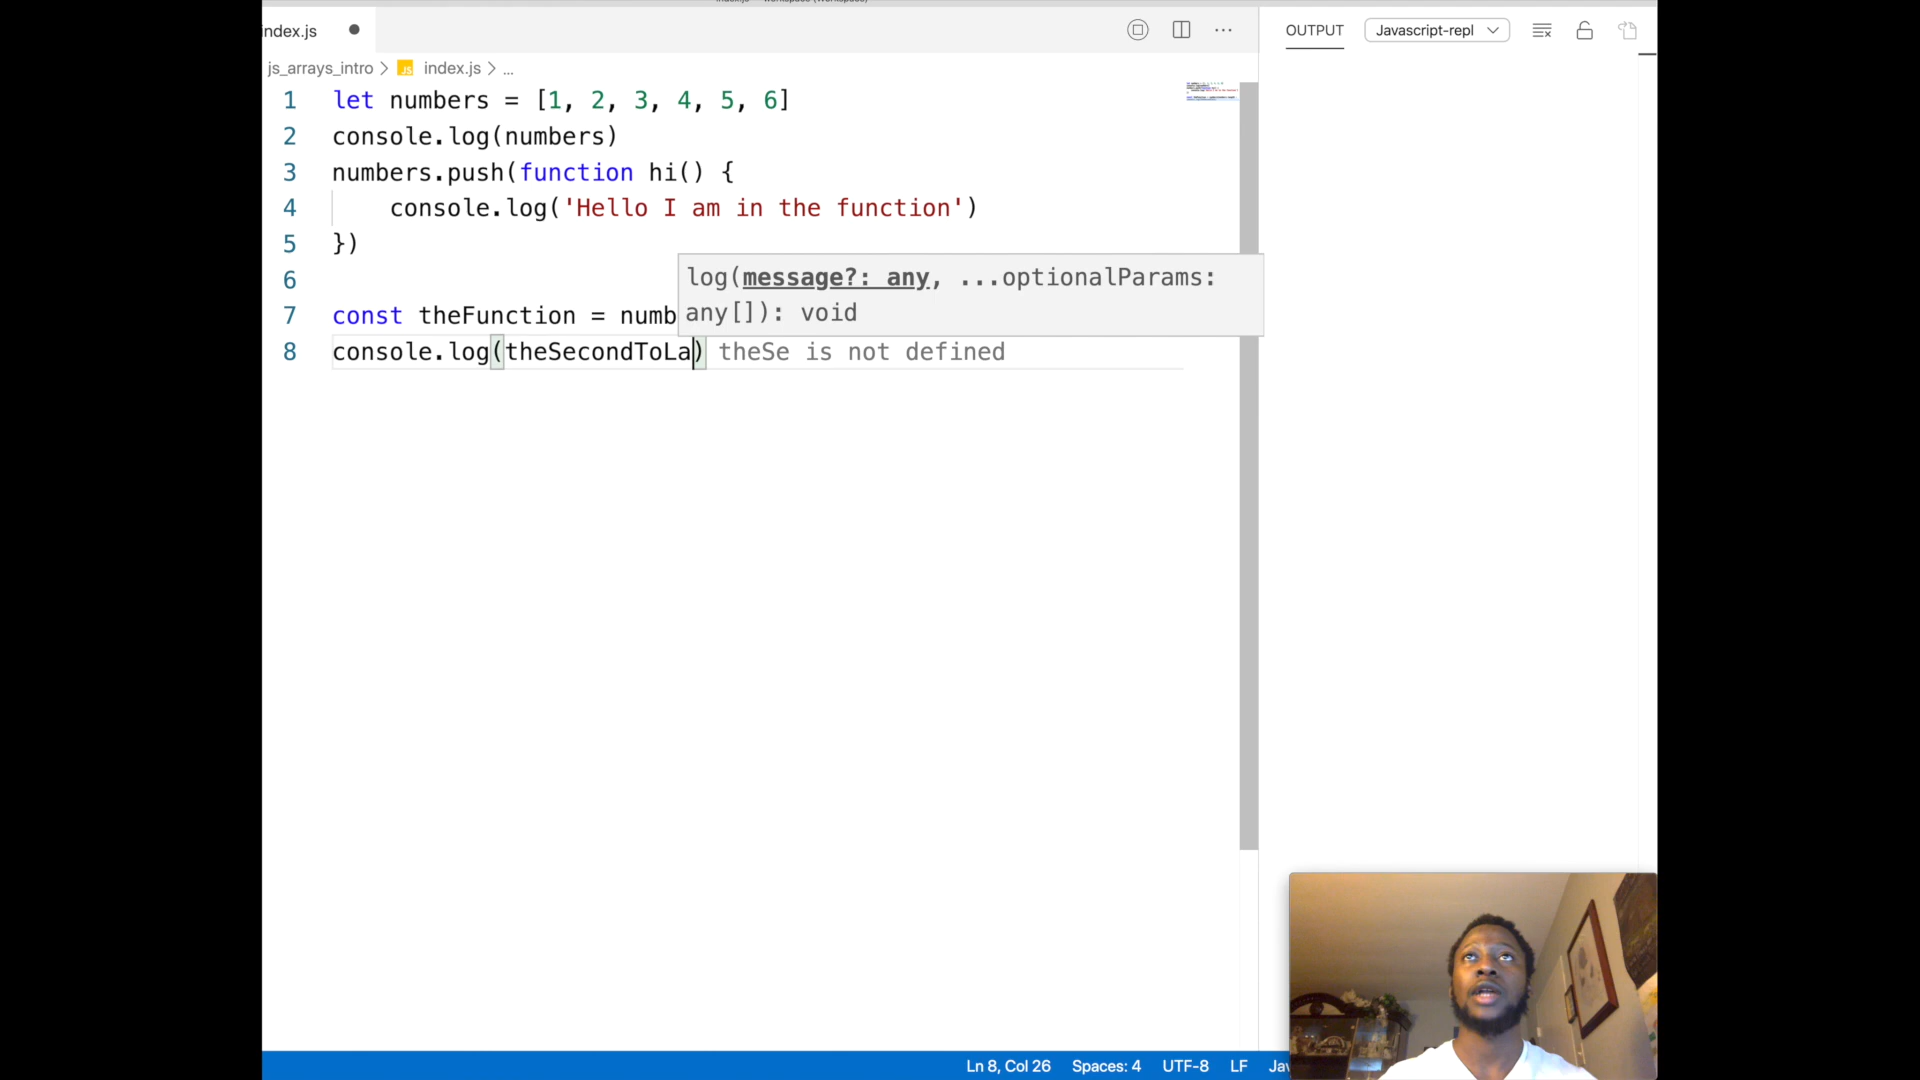 index.js
OUTPUT Javascript-repl
js_arrays_intro > JS index.js > ...
1 let numbers = [1, 2, 3, 4, 5, 6]
2 console.log(numbers)
3 numbers.push(function hi() {
4 console.log('Hello I am in the function')
5 })
6
log(message?: any, ...optionalParams:
any[]): void
7 const theFunction = numb
8 console.log(theSecondToLa) theSe is not defined
Ln 8, Col 26 Spaces: 4 UTF-8 LF